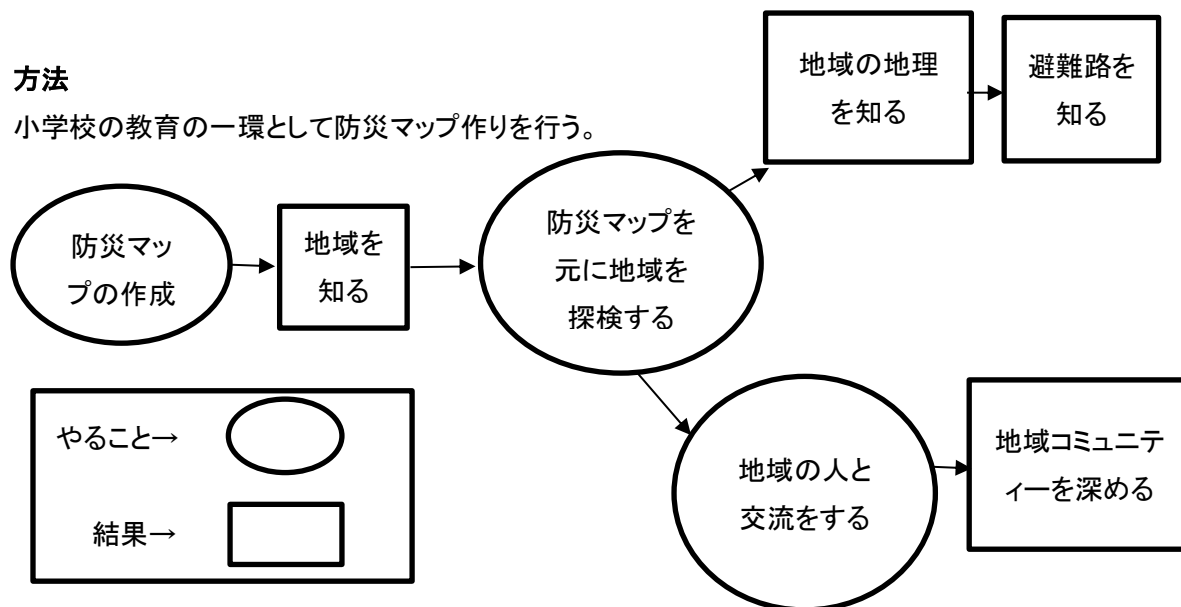 方法
小学校の教育の一環として防災マップ作りを行う。
防災マッ
プの作成
地域を
知る
防災マップを
元に地域を
探検する
地域の地理
を知る
避難路を
知る
地域の人と
交流をする
地域コミュニテ
ィーを深める
やること→
結果→